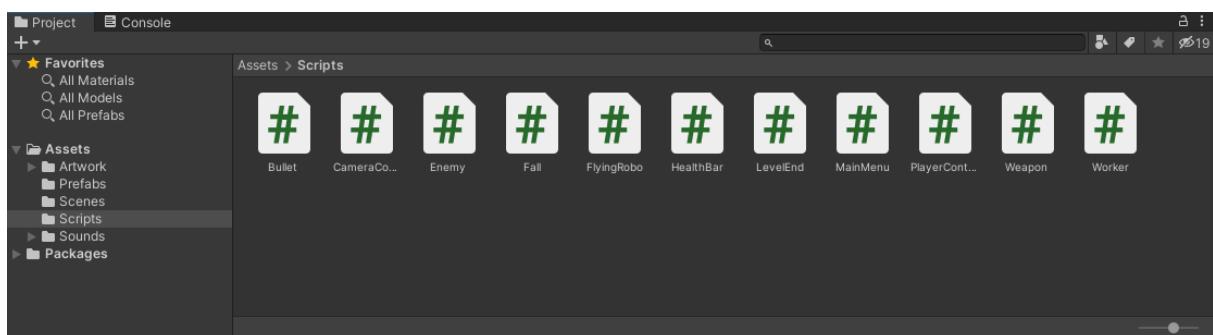 Project Console
19
Favorites
All Materials
All Models
All Prefabs
Assets
Artwork
Prefabs
Scenes
Scripts
Sounds
Packages
Assets > Scripts
# # # # # # # # # # #
Bullet CameraCo... Enemy Fall FlyingRobo HealthBar LevelEnd MainMenu PlayerCont... Weapon Worker